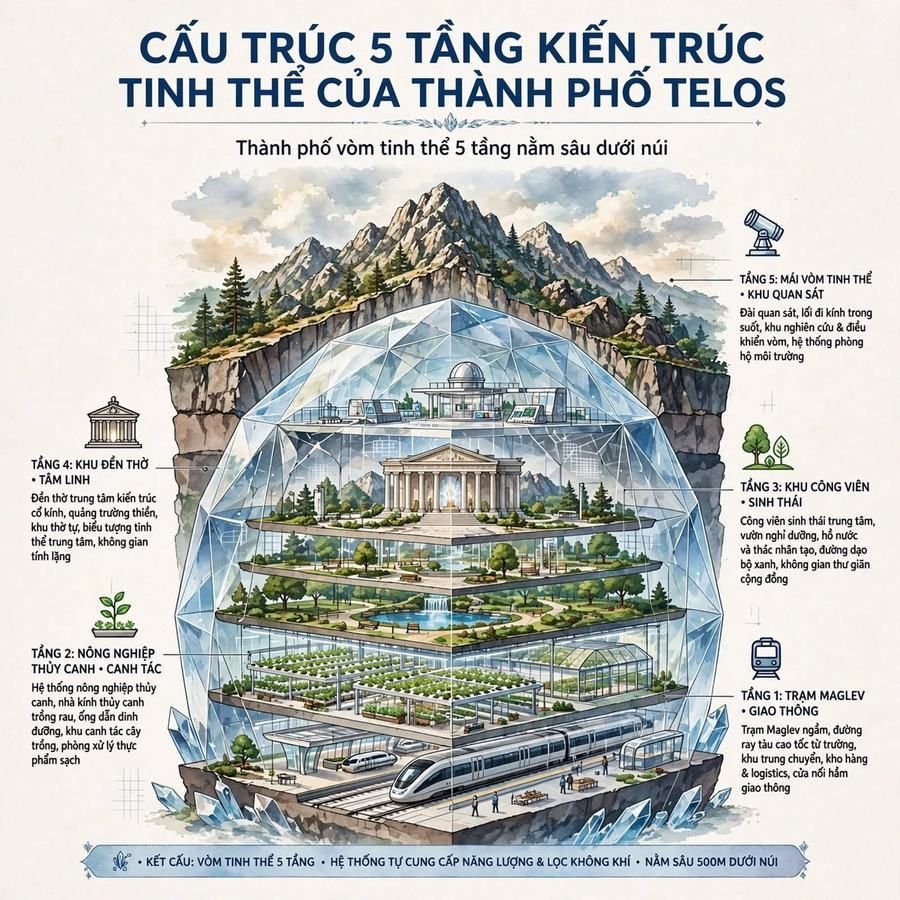 CẤU TRÚC 5 TẦNG KIẾN TRÚC
TINH THỂ CỦA THÀNH PHỐ TELOS
Thành phố vòm tinh thể 5 tầng nằm sâu dưới núi
TẦNG 5: MÁI VÒM TINH THỂ
• KHU QUAN SÁT
Đài quan sát, lối đi kính trong
suốt, khu nghiên cứu & điều
khiển vòm, hệ thống phòng
hộ môi trường
TẦNG 4: KHU ĐỀN THỜ
• TÂM LINH
Đền thờ trung tâm kiến trúc
cổ kính, quảng trường thiền,
khu thờ tự, biểu tượng tinh
thể trung tâm, không gian
tính lặng
TẦNG 3: KHU CÔNG VIÊN
• SINH THÁI
Công viên sinh thái trung tâm,
vườn nghỉ dưỡng, hồ nước
và thác nhân tạo, đường dạo
bộ xanh, không gian thư giãn
cộng đồng
TẦNG 2: NÔNG NGHIỆP
THỦY CANH • CANH TÁC
Hệ thống nông nghiệp thủy
canh, nhà kính thủy canh
trồng rau, ống dẫn dinh
dưỡng, khu canh tác cây
trồng, phòng xử lý thực
phẩm sạch
TẦNG 1: TRẠM MAGLEV
• GIAO THÔNG
Trạm Maglev ngầm, đường
ray tàu cao tốc từ trường,
khu trung chuyển, kho hàng
& logistics, cửa nối hầm
giao thông
• KẾT CẤU: VÒM TINH THỂ 5 TẦNG • HỆ THỐNG TỰ CUNG CẤP NĂNG LƯỢNG & LỌC KHÔNG KHÍ • NẰM SÂU 500M DƯỚI NÚI